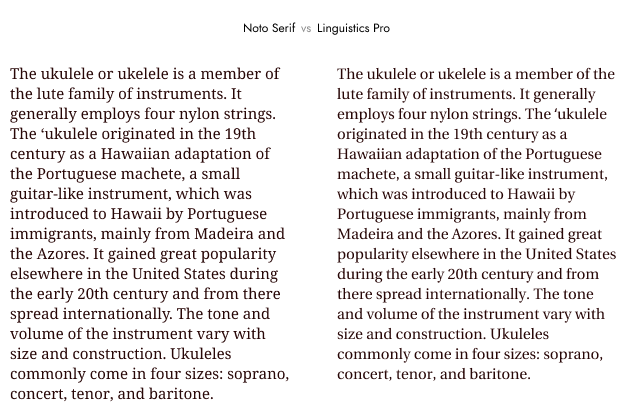 Noto Serif vs Linguistics Pro
The ukulele or ukelele is a member of
the lute family of instruments. It
generally employs four nylon strings.
The ʻukulele originated in the 19th
century as a Hawaiian adaptation of
the Portuguese machete, a small
guitar-like instrument, which was
introduced to Hawaii by Portuguese
immigrants, mainly from Madeira and
the Azores. It gained great popularity
elsewhere in the United States during
the early 20th century and from there
spread internationally. The tone and
volume of the instrument vary with
size and construction. Ukuleles
commonly come in four sizes: soprano,
concert, tenor, and baritone.
The ukulele or ukelele is a member of the
lute family of instruments. It generally
employs four nylon strings. The ʻukulele
originated in the 19th century as a
Hawaiian adaptation of the Portuguese
machete, a small guitar-like instrument,
which was introduced to Hawaii by
Portuguese immigrants, mainly from
Madeira and the Azores. It gained great
popularity elsewhere in the United States
during the early 20th century and from
there spread internationally. The tone
and volume of the instrument vary with
size and construction. Ukuleles
commonly come in four sizes: soprano,
concert, tenor, and baritone.